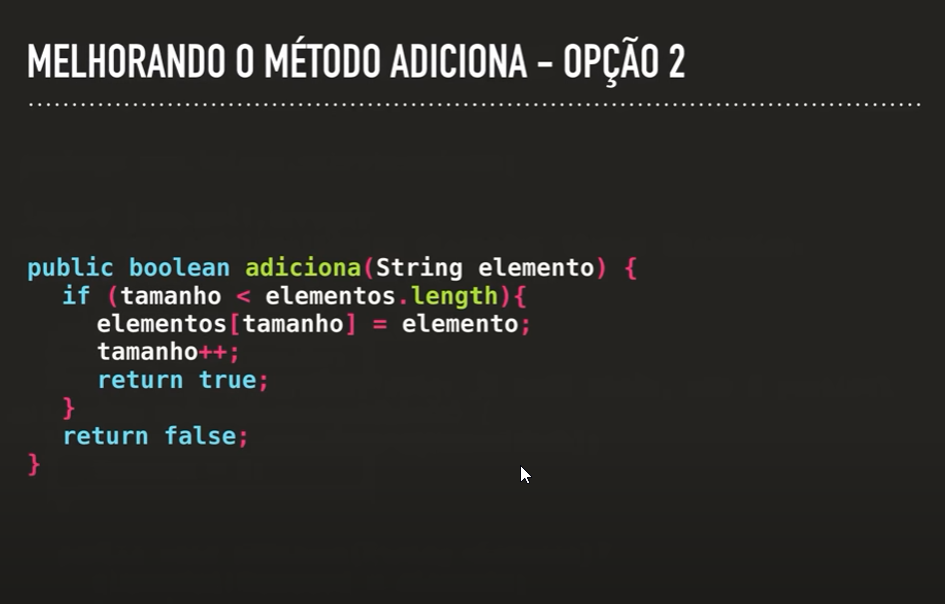 MELHORANDO O MÉTODO ADICIONA - OPÇÃO 2
public boolean adiciona(String elemento) {
if (tamanho < elementos.length){
elementos[tamanho] = elemento;
tamanho++;
return true;
}
return false;
}